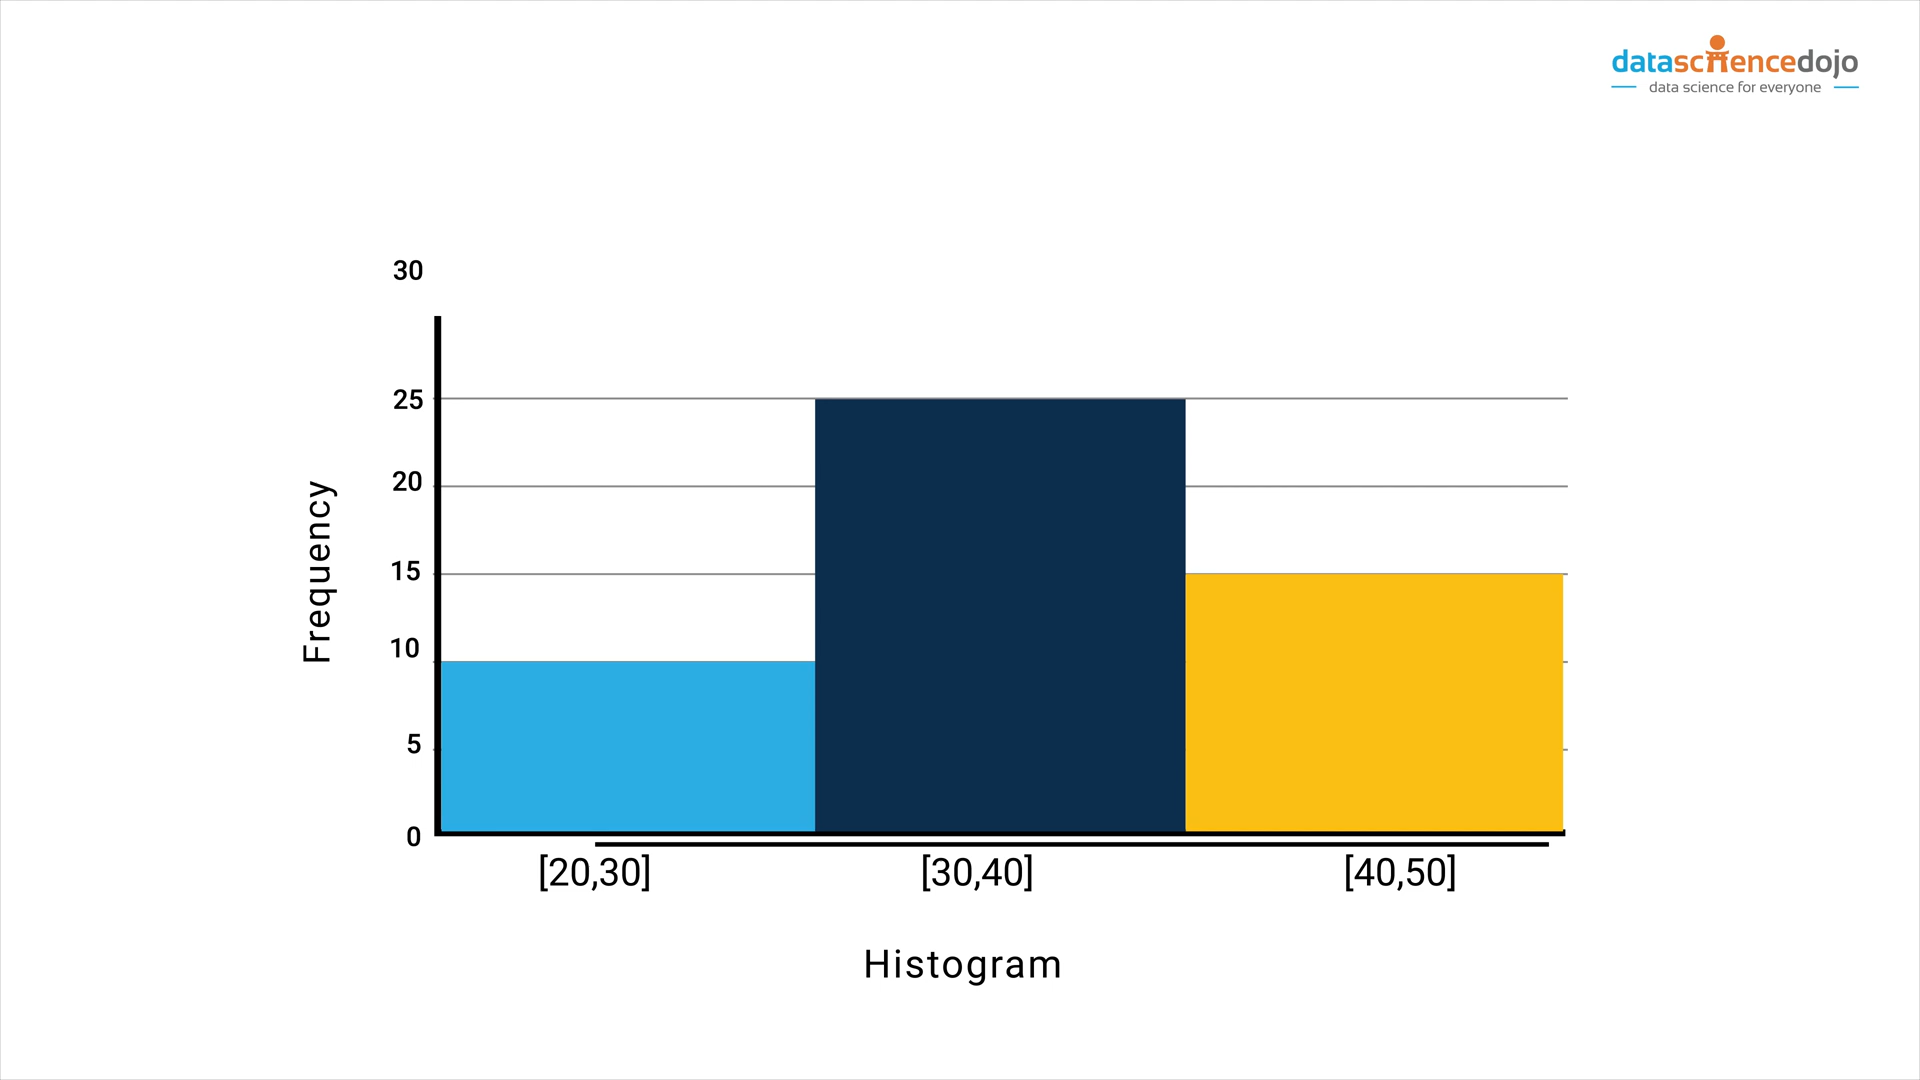 datasciencedojo
data science for everyone
30
25
20
15
10
5
0
Frequency
[20,30]
[30,40]
[40,50]
Histogram